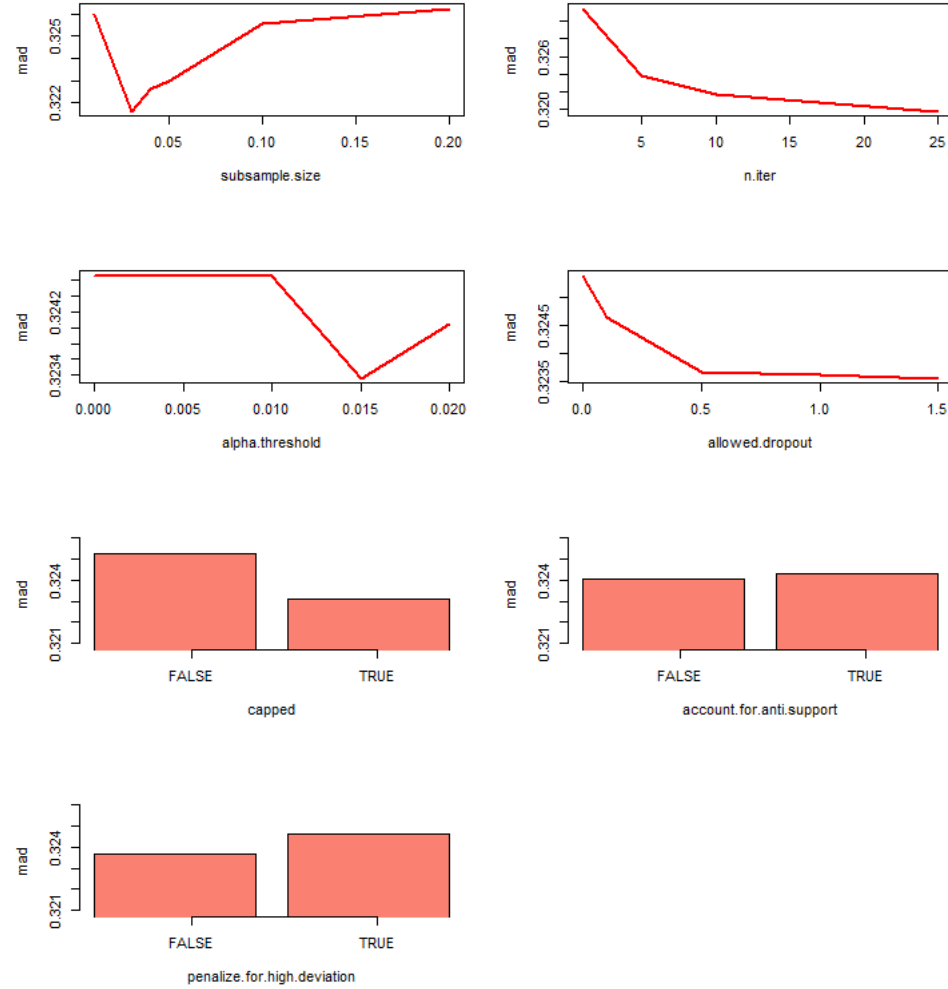 mad
0.322 0.325
0.05 0.10 0.15 0.20
subsample.size
mad
0.320 0.326
5 10 15 20 25
n.iter
mad
0.3234 0.3242
0.000 0.005 0.010 0.015 0.020
alpha.threshold
mad
0.3235 0.3245
0.0 0.5 1.0 1.5
allowed.dropout
mad
0.321 0.324
FALSE TRUE
capped
mad
0.321 0.324
FALSE TRUE
account.for.anti.support
mad
0.321 0.324
FALSE TRUE
penalize.for.high.deviation